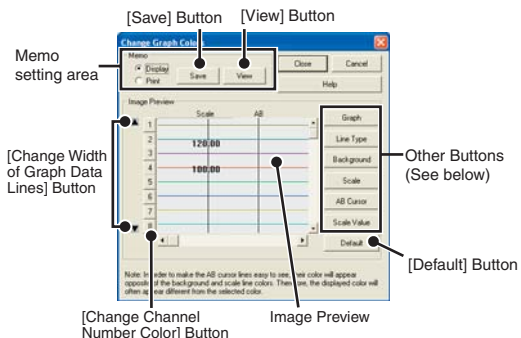 [Save] Button
[View] Button
Change Graph Colors
Memo
Display
Print
Save
View
Close
Cancel
Help
Memo
setting area
Image Preview
Scale
AB
1
2
3
4
5
6
7
8
120.00
100.00
Graph
Line Type
Background
Scale
AB Cursor
Scale Value
Default
[Change Width
of Graph Data
Lines] Button
Other Buttons
(See below)
[Default] Button
Note: In order to make the AB cursor lines easy to see, their color will appear
opposite of the background and scale line colors. Therefore, the displayed color will
often appear different from the selected color.
[Change Channel
Number Color] Button
Image Preview